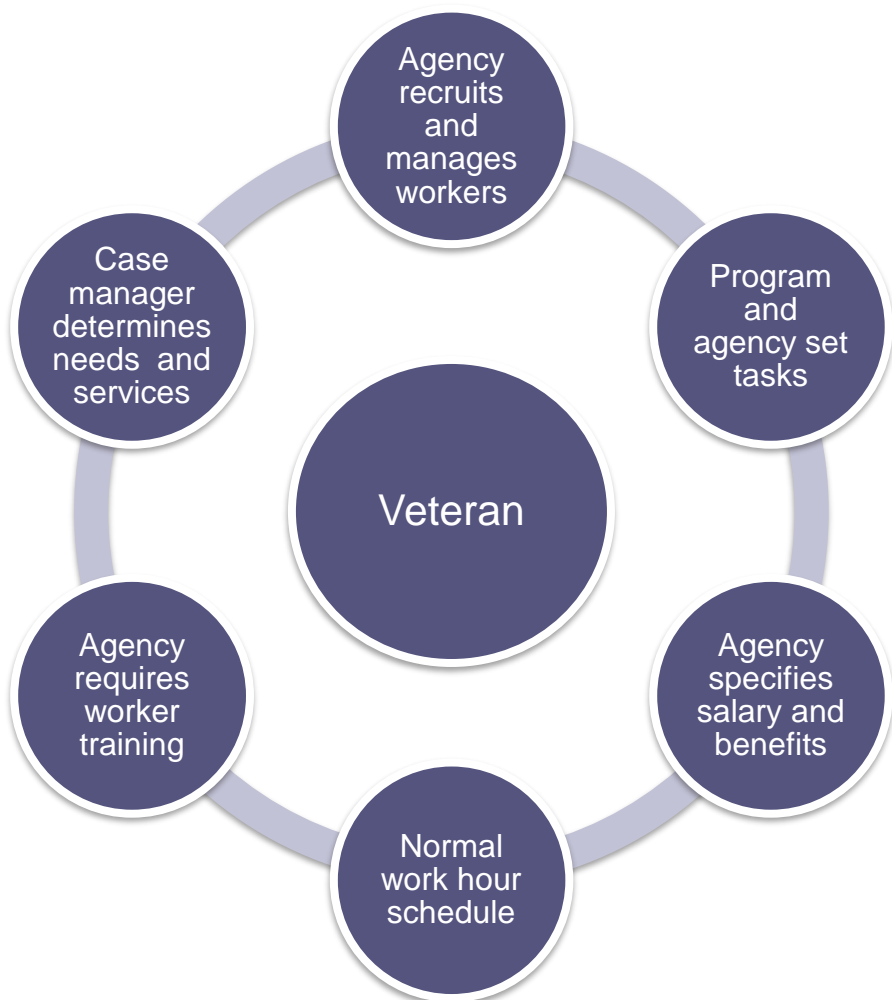 Agency
recruits
and
manages
workers
Case
manager
determines
needs  and
services
Program
and
agency set
tasks
Veteran
Agency
requires
worker
training
Agency
specifies
salary and
benefits
Normal
work hour
schedule